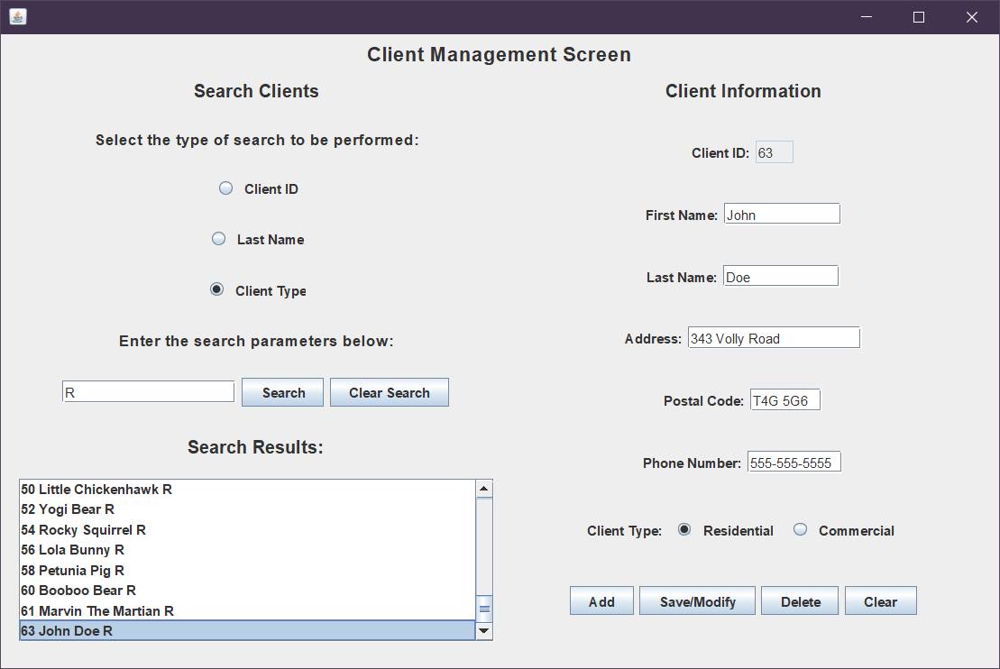 Client Management Screen
Search Clients
Select the type of search to be performed:
Client ID
Last Name
Client Type
Enter the search parameters below:
R Search Clear Search
Search Results:
50 Little Chickenhawk R
52 Yogi Bear R
54 Rocky Squirrel R
56 Lola Bunny R
58 Petunia Pig R
60 Booboo Bear R
61 Marvin The Martian R
63 John Doe R
Client Information
Client ID: 63
First Name: John
Last Name: Doe
Address: 343 Volly Road
Postal Code: T4G 5G6
Phone Number: 555-555-5555
Client Type: Residential Commercial
Add Save/Modify Delete Clear